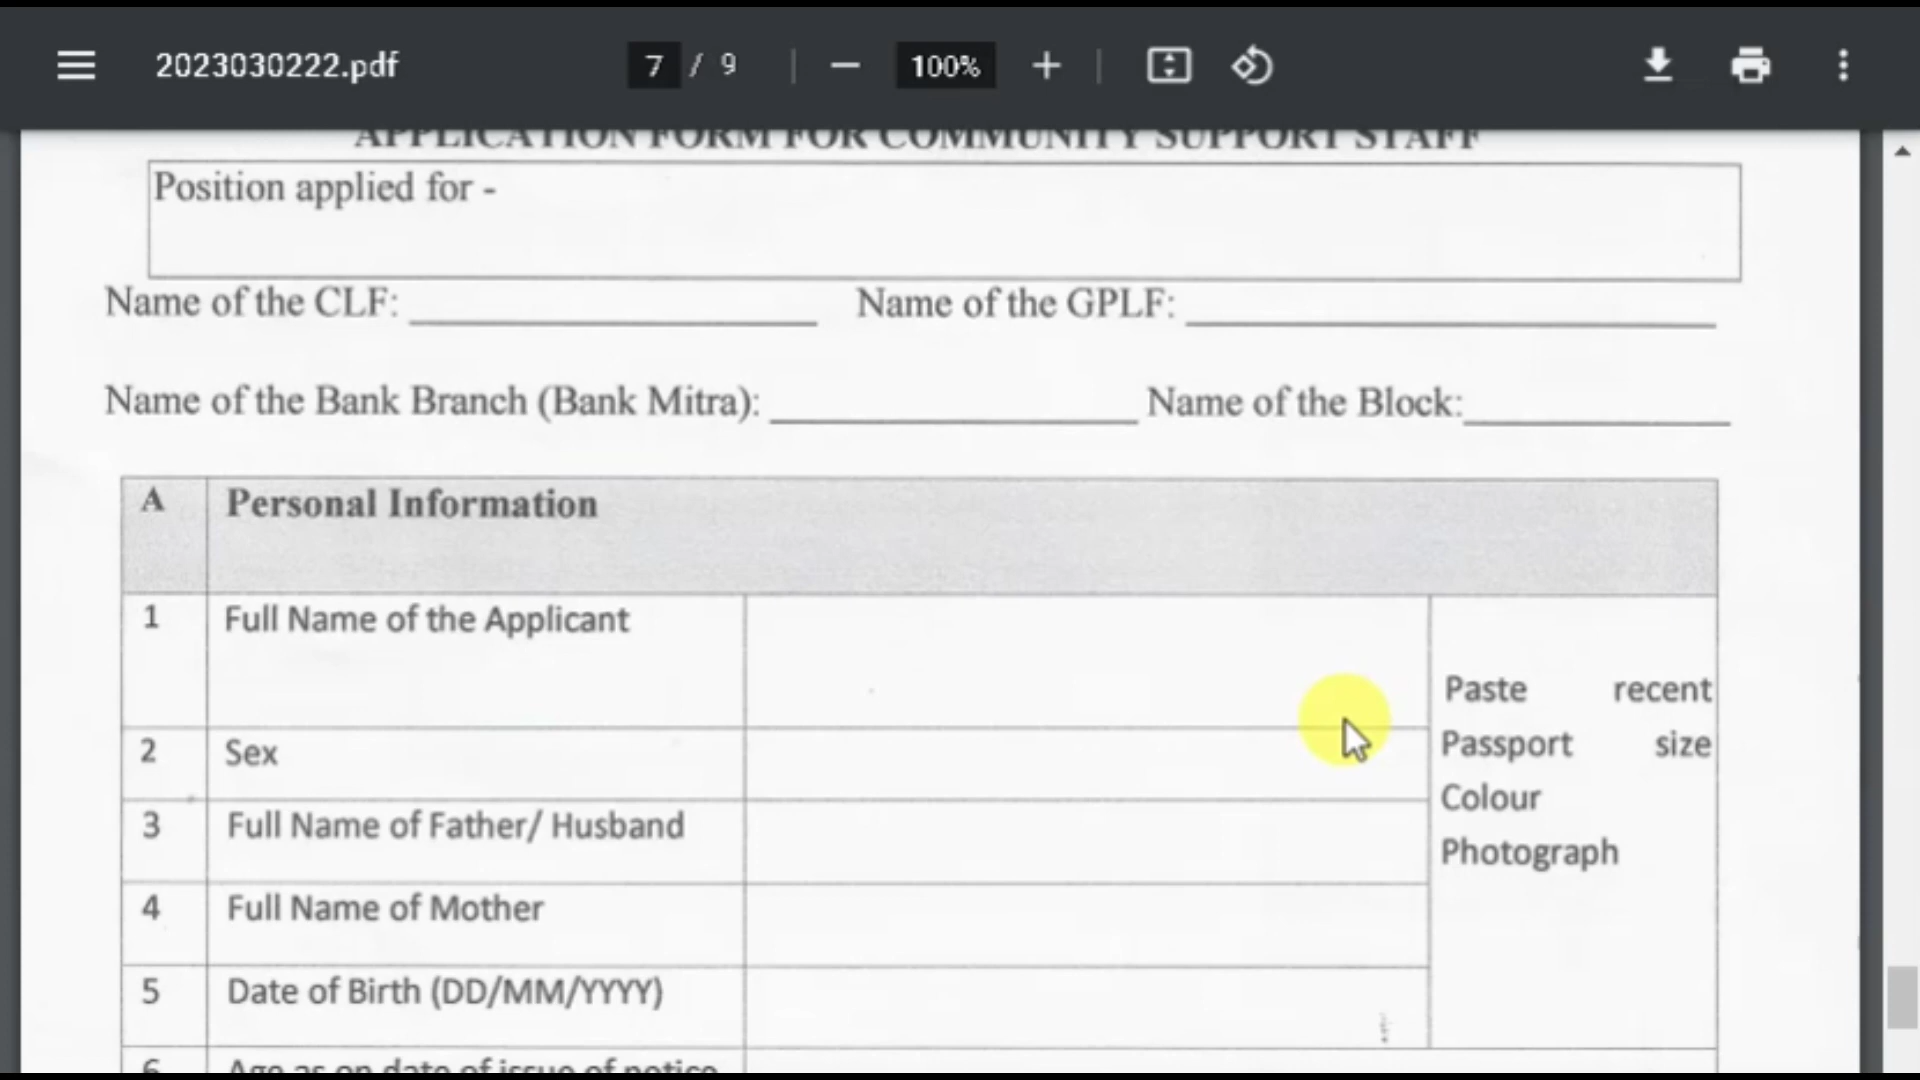 2023030222.pdf 7 / 9 100%
APPLICATION FORM FOR COMMUNITY SUPPORT STAFF
Position applied for -
Name of the CLF: Name of the GPLF:
Name of the Bank Branch (Bank Mitra): Name of the Block:
A Personal Information
1 Full Name of the Applicant
Paste recent
Passport size
Colour
Photograph
2 Sex
3 Full Name of Father/ Husband
4 Full Name of Mother
5 Date of Birth (DD/MM/YYYY)
6 Age as on date of issue of notice